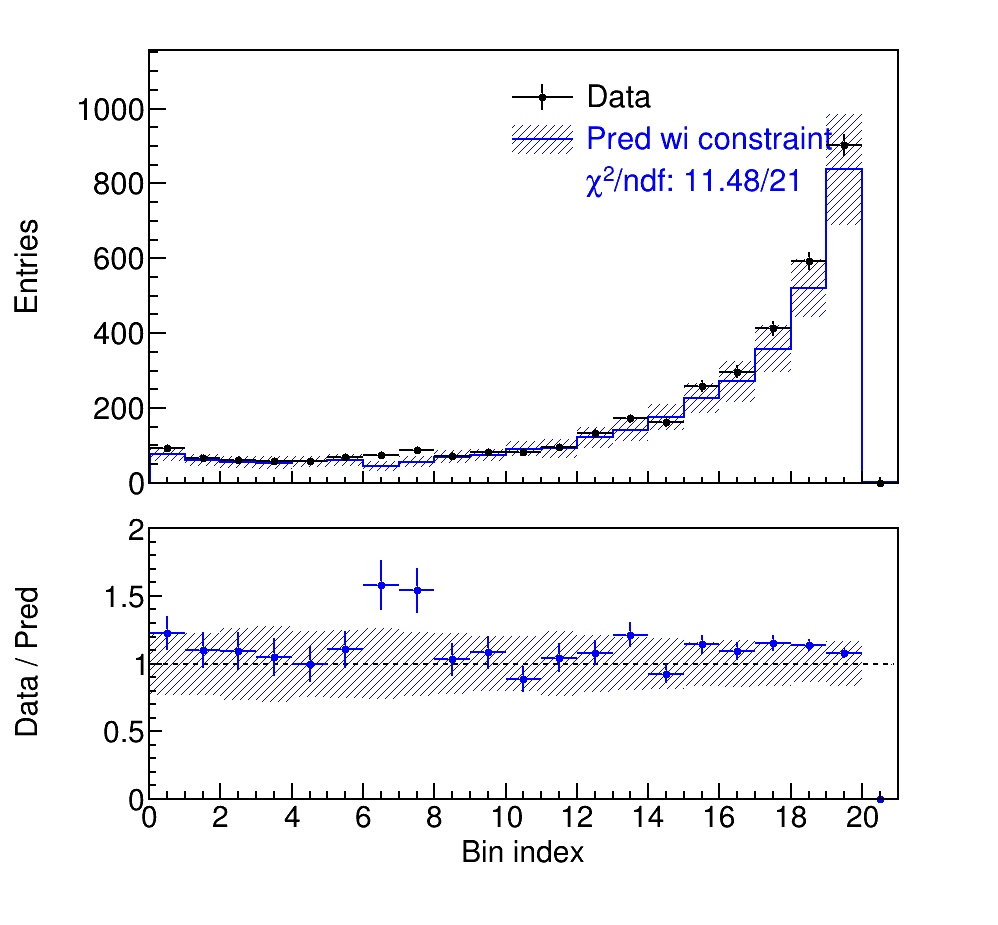 Entries
1000
800
600
400
200
0
Data
Pred wi constraint
χ²/ndf: 11.48/21
Data / Pred
2
1.5
1
0.5
0
0 2 4 6 8 10 12 14 16 18 20
Bin index